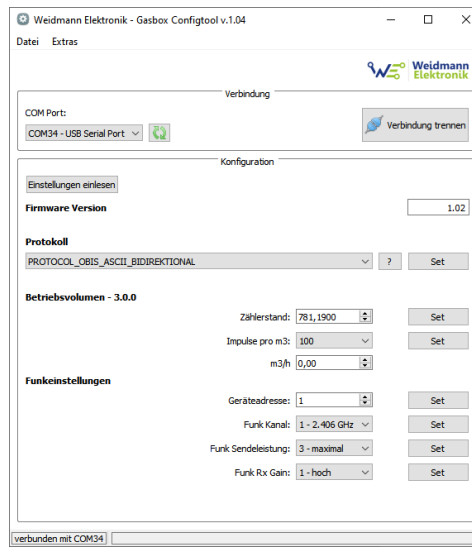 Weidmann Elektronik - Gasbox Configtool v.1.04
Datei Extras
Weidmann
Elektronik
Verbindung
COM Port:
COM34 - USB Serial Port
Verbindung trennen
Konfiguration
Einstellungen einlesen
Firmware Version 1.02
Protokoll
PROTOCOL_OBIS_ASCII_BIDIREKTIONAL ? Set
Betriebsvolumen - 3.0.0
Zählerstand: 781,1900 Set
Impulse pro m3: 100 Set
m3/h 0,00
Funkeinstellungen
Geräteadresse: 1 Set
Funk Kanal: 1 - 2.406 GHz Set
Funk Sendeleistung: 3 - maximal Set
Funk Rx Gain: 1 - hoch Set
verbunden mit COM34